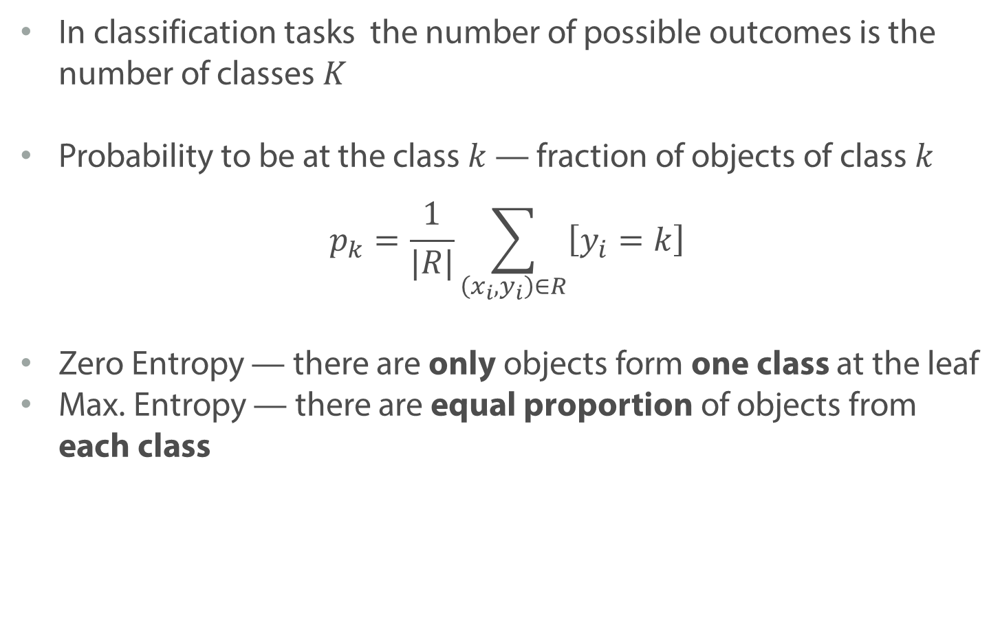 • In classification tasks  the number of possible outcomes is the
number of classes K
• Probability to be at the class k — fraction of objects of class k
p_k = \frac{1}{|R|} \sum_{(x_i,y_i)∈R} [y_i = k]
• Zero Entropy — there are only objects form one class at the leaf
• Max. Entropy — there are equal proportion of objects from
each class